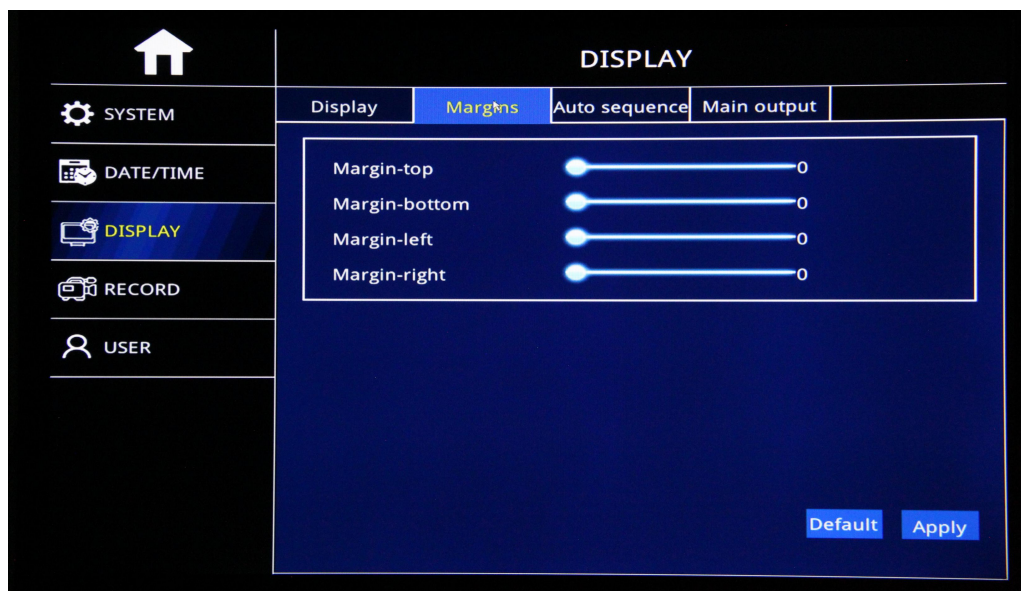 DISPLAY
SYSTEM
DATE/TIME
DISPLAY
RECORD
USER
Display Margins Auto sequence Main output
Margin-top 0
Margin-bottom 0
Margin-left 0
Margin-right 0
Default Apply